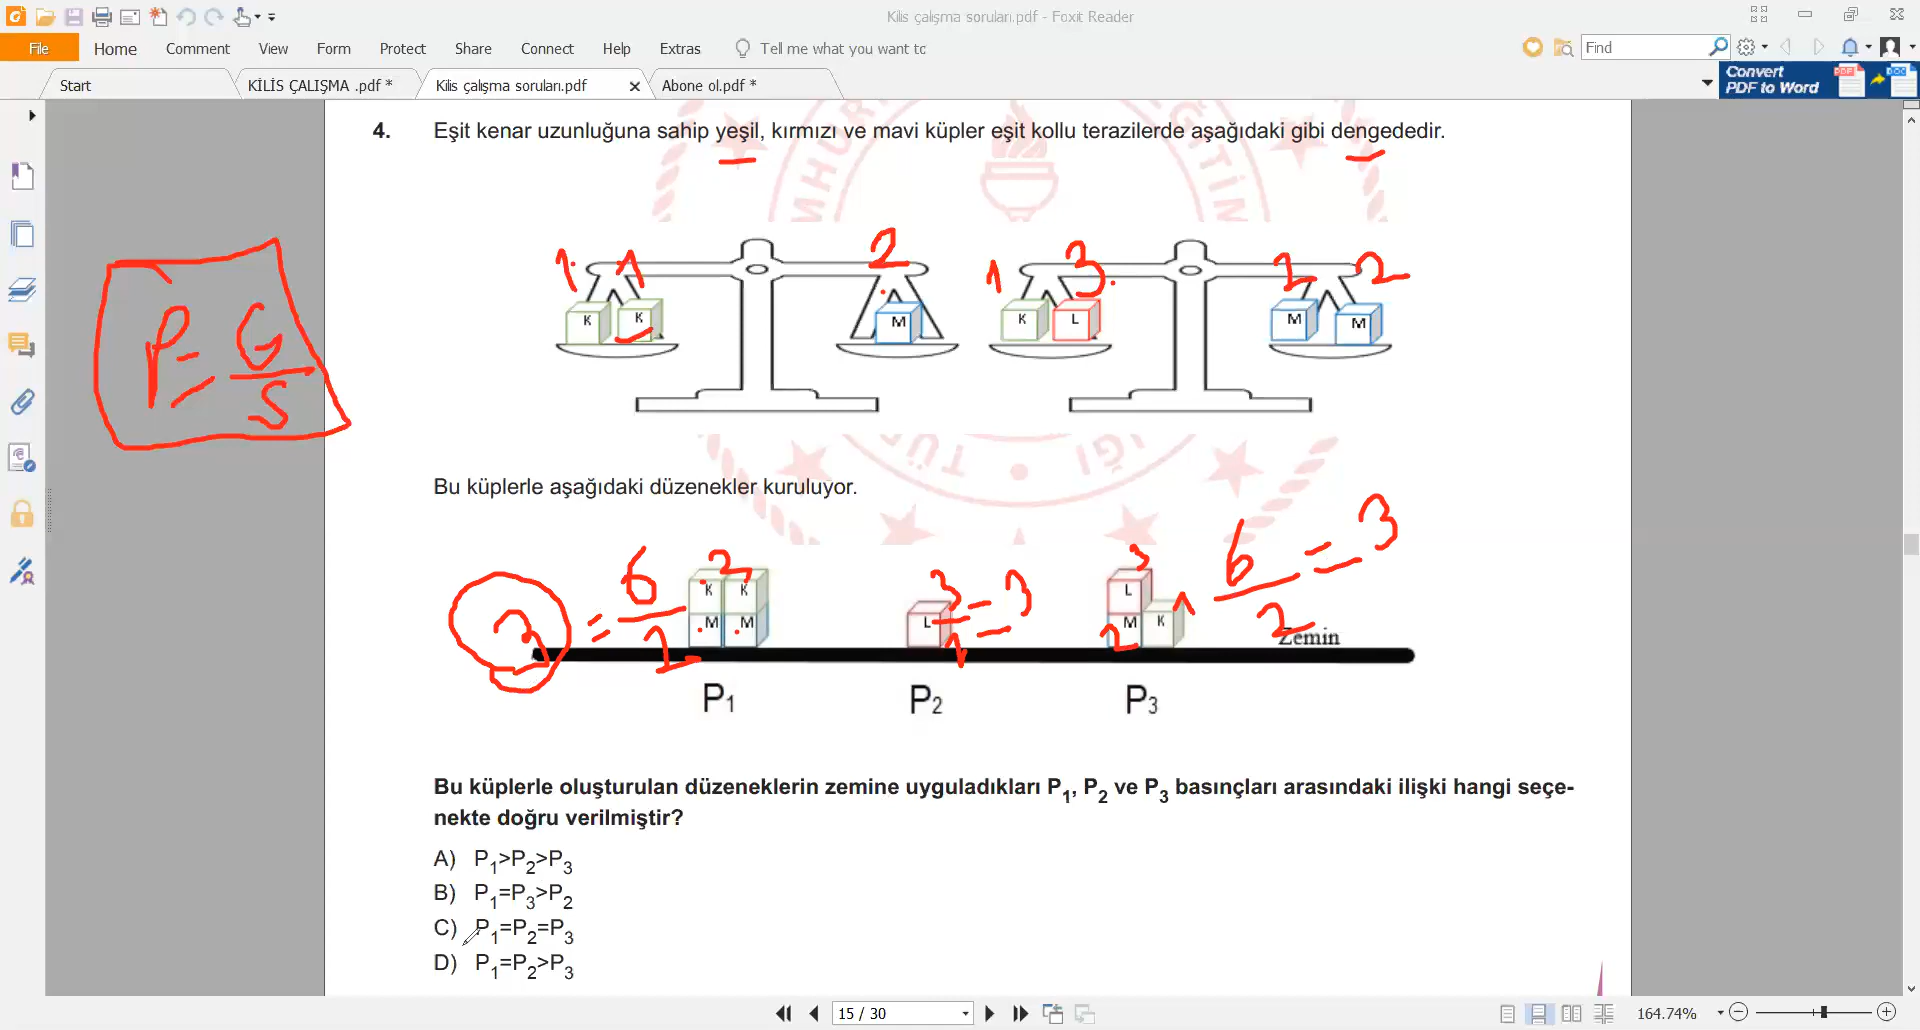 Kilis çalışma soruları.pdf - Foxit Reader
File Home Comment View Form Protect Share Connect Help Extras Tell me what you want to Find
Start KİLİS ÇALIŞMA .pdf * Kilis çalışma soruları.pdf Abone ol.pdf * Convert PDF to Word
4. Eşit kenar uzunluğuna sahip yeşil, kırmızı ve mavi küpler eşit kollu terazilerde aşağıdaki gibi dengededir.
1 1 2 1 3 2 2
K K M K L M M
P = G/S
Bu küplerle aşağıdaki düzenekler kuruluyor.
K K L
M M L M K
3 = 6/2 2 3/1 = 3 3 2 1 6/2 = 3
Zemin
P1 P2 P3
Bu küplerle oluşturulan düzeneklerin zemine uyguladıkları P1, P2 ve P3 basınçları arasındaki ilişki hangi seçe-
nekte doğru verilmiştir?
A) P1>P2>P3
B) P1=P3>P2
C) P1=P2=P3
D) P1=P2>P3
15 / 30 164.74%